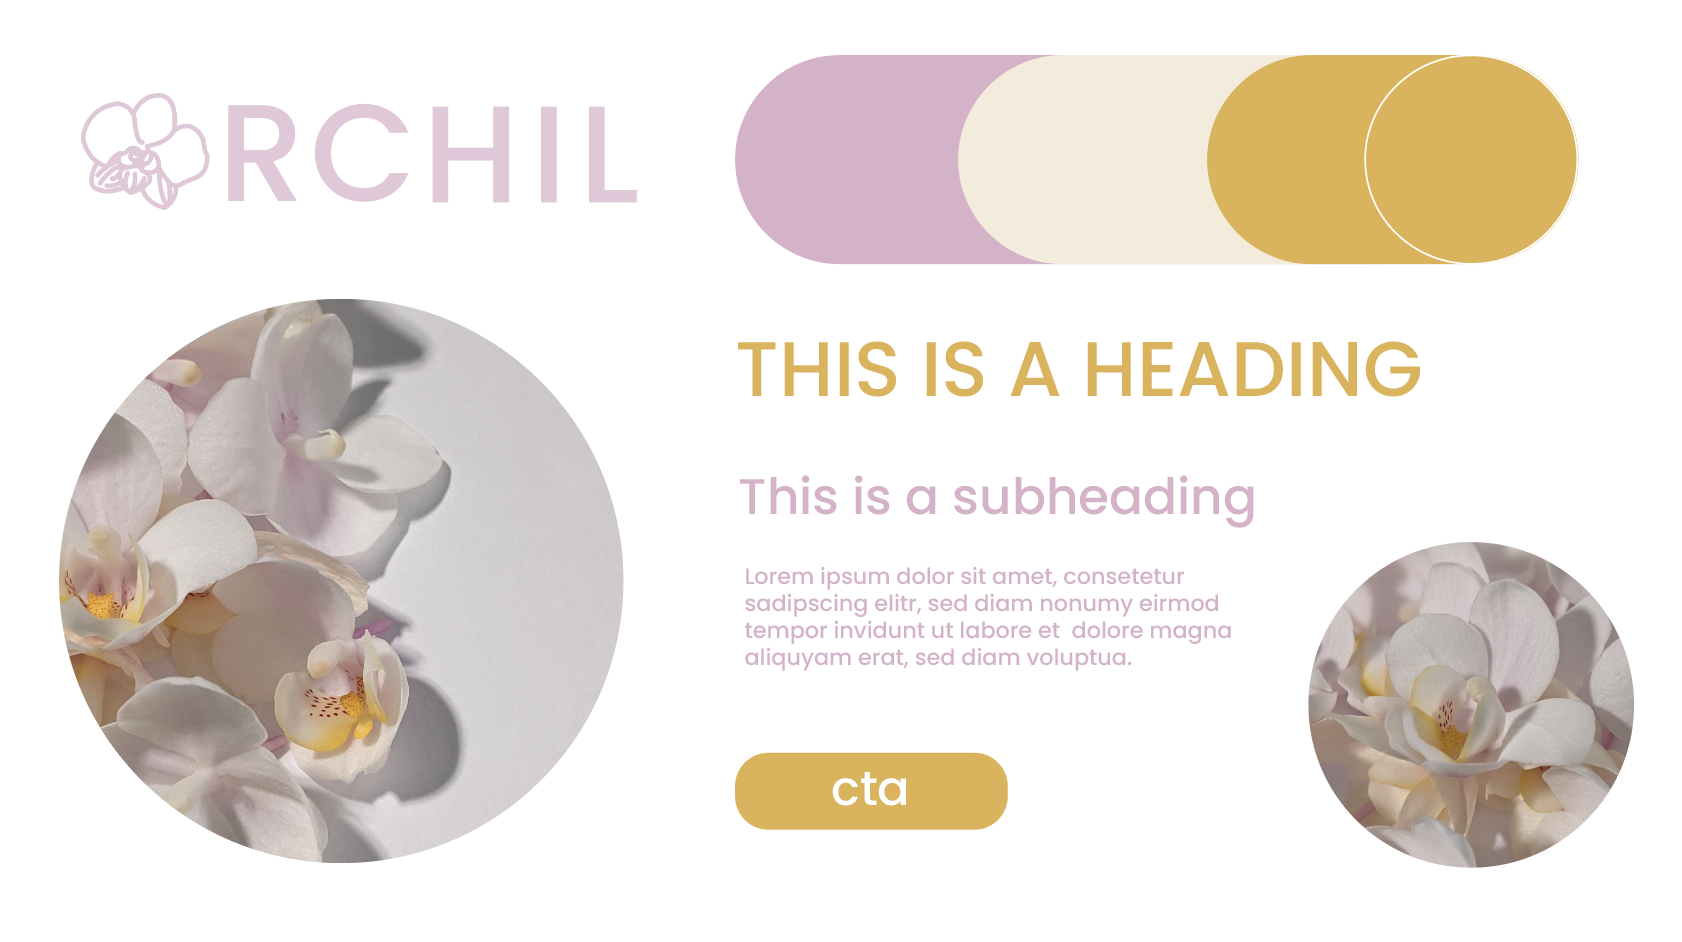 RCHIL
THIS IS A HEADING
This is a subheading
Lorem ipsum dolor sit amet, consetetur
sadipscing elitr, sed diam nonumy eirmod
tempor invidunt ut labore et  dolore magna
aliquyam erat, sed diam voluptua.
cta